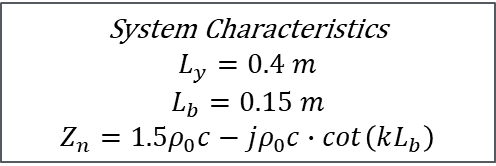 System Characteristics
L_y = 0.4 m
L_b = 0.15 m
Z_n = 1.5ρ_0c − jρ_0c · cot(kL_b)